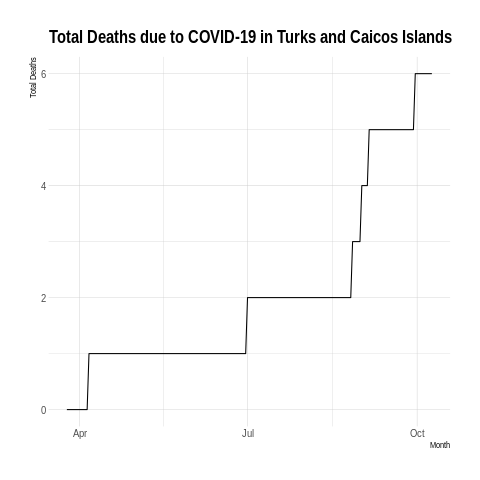 Total Deaths due to COVID-19 in Turks and Caicos Islands
Total Deaths
6
4
2
0
Apr
Jul
Oct
Month